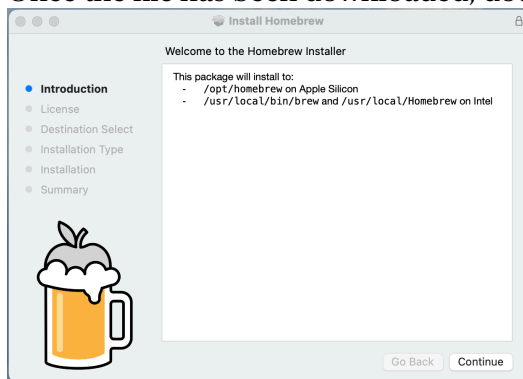 Install Homebrew
Welcome to the Homebrew Installer
Introduction
License
Destination Select
Installation Type
Installation
Summary
This package will install to:
- /opt/homebrew on Apple Silicon
- /usr/local/bin/brew and /usr/local/Homebrew on Intel
Go Back
Continue